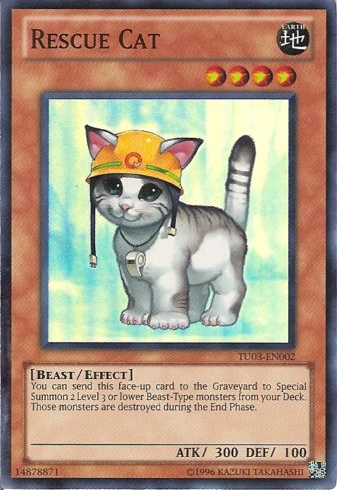 RESCUE CAT
EARTH
地
TU03-EN002
[BEAST/EFFECT]
You can send this face-up card to the Graveyard to Special
Summon 2 Level 3 or lower Beast-Type monsters from your Deck.
Those monsters are destroyed during the End Phase.
ATK/ 300 DEF/ 100
14878871
©1996 KAZUKI TAKAHASHI